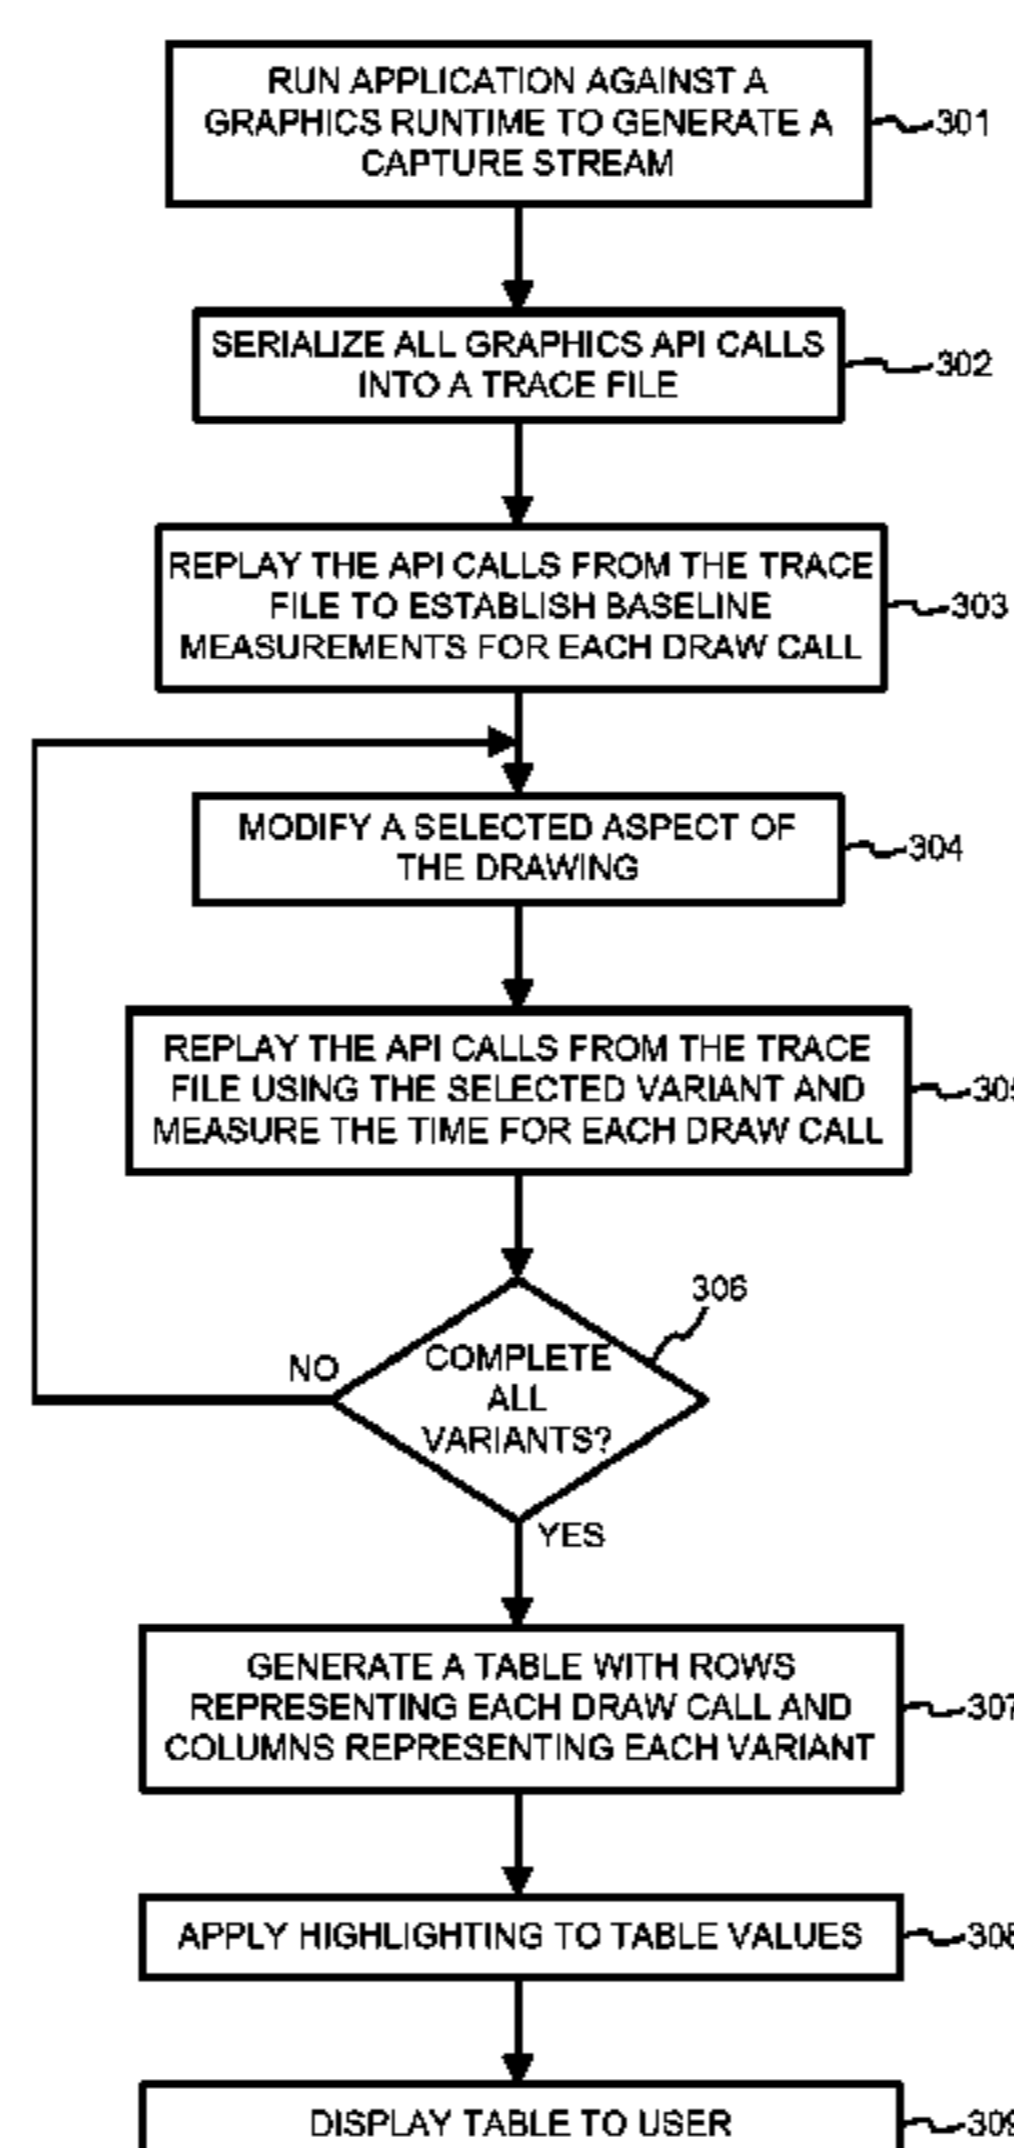 RUN APPLICATION AGAINST A
GRAPHICS RUNTIME TO GENERATE A
CAPTURE STREAM
301
SERIALIZE ALL GRAPHICS API CALLS
INTO A TRACE FILE
302
REPLAY THE API CALLS FROM THE TRACE
FILE TO ESTABLISH BASELINE
MEASUREMENTS FOR EACH DRAW CALL
303
MODIFY A SELECTED ASPECT OF
THE DRAWING
304
REPLAY THE API CALLS FROM THE TRACE
FILE USING THE SELECTED VARIANT AND
MEASURE THE TIME FOR EACH DRAW CALL
305
306
COMPLETE
ALL
VARIANTS?
NO
YES
GENERATE A TABLE WITH ROWS
REPRESENTING EACH DRAW CALL AND
COLUMNS REPRESENTING EACH VARIANT
307
APPLY HIGHLIGHTING TO TABLE VALUES
308
DISPLAY TABLE TO USER
309